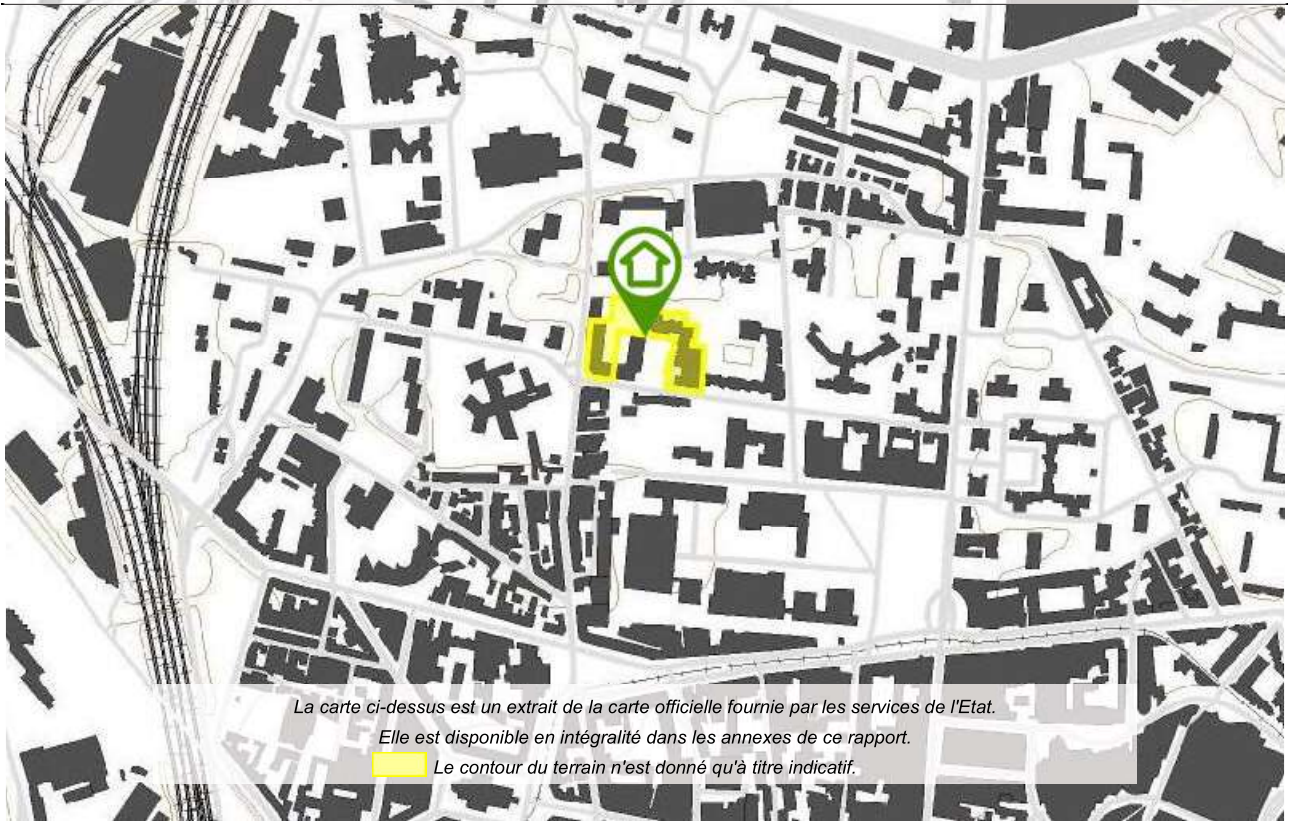 La carte ci-dessus est un extrait de la carte officielle fournie par les services de l'Etat.
Elle est disponible en intégralité dans les annexes de ce rapport.
Le contour du terrain n'est donné qu'à titre indicatif.